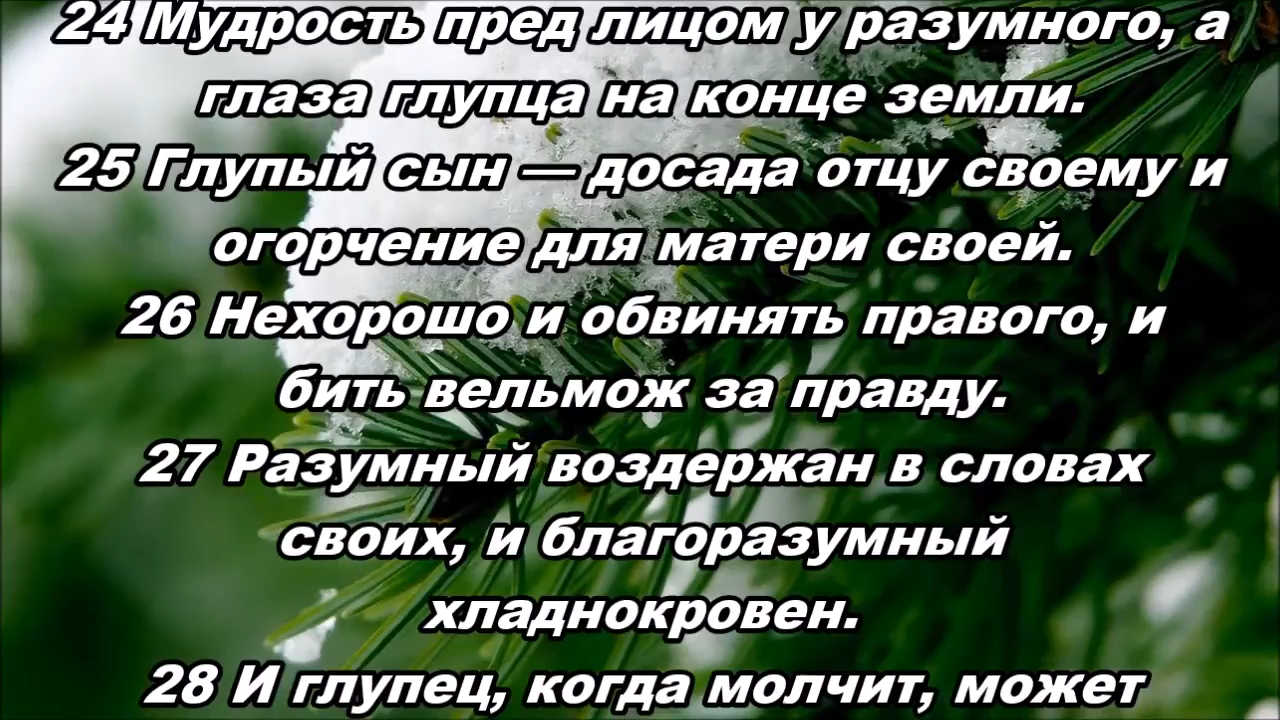 24 Мудрость пред лицом у разумного, а
глаза глупца на конце земли.
25 Глупый сын — досада отцу своему и
огорчение для матери своей.
26 Нехорошо и обвинять правого, и
бить вельмож за правду.
27 Разумный воздержан в словах
своих, и благоразумный
хладнокровен.
28 И глупец, когда молчит, может